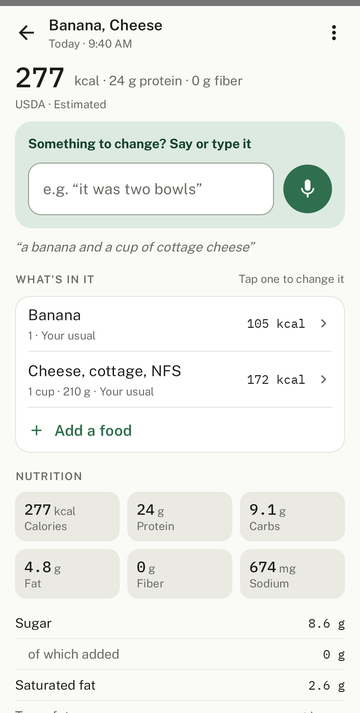 Banana, Cheese
Today · 9:40 AM
277 kcal · 24 g protein · 0 g fiber
USDA · Estimated
Something to change? Say or type it
e.g. “it was two bowls”
“a banana and a cup of cottage cheese”
WHAT'S IN IT Tap one to change it
Banana
105 kcal
1 · Your usual
Cheese, cottage, NFS
172 kcal
1 cup · 210 g · Your usual
+ Add a food
NUTRITION
277 kcal 24 g 9.1 g
Calories Protein Carbs
4.8 g 0 g 674 mg
Fat Fiber Sodium
Sugar 8.6 g
of which added 0 g
Saturated fat 2.6 g